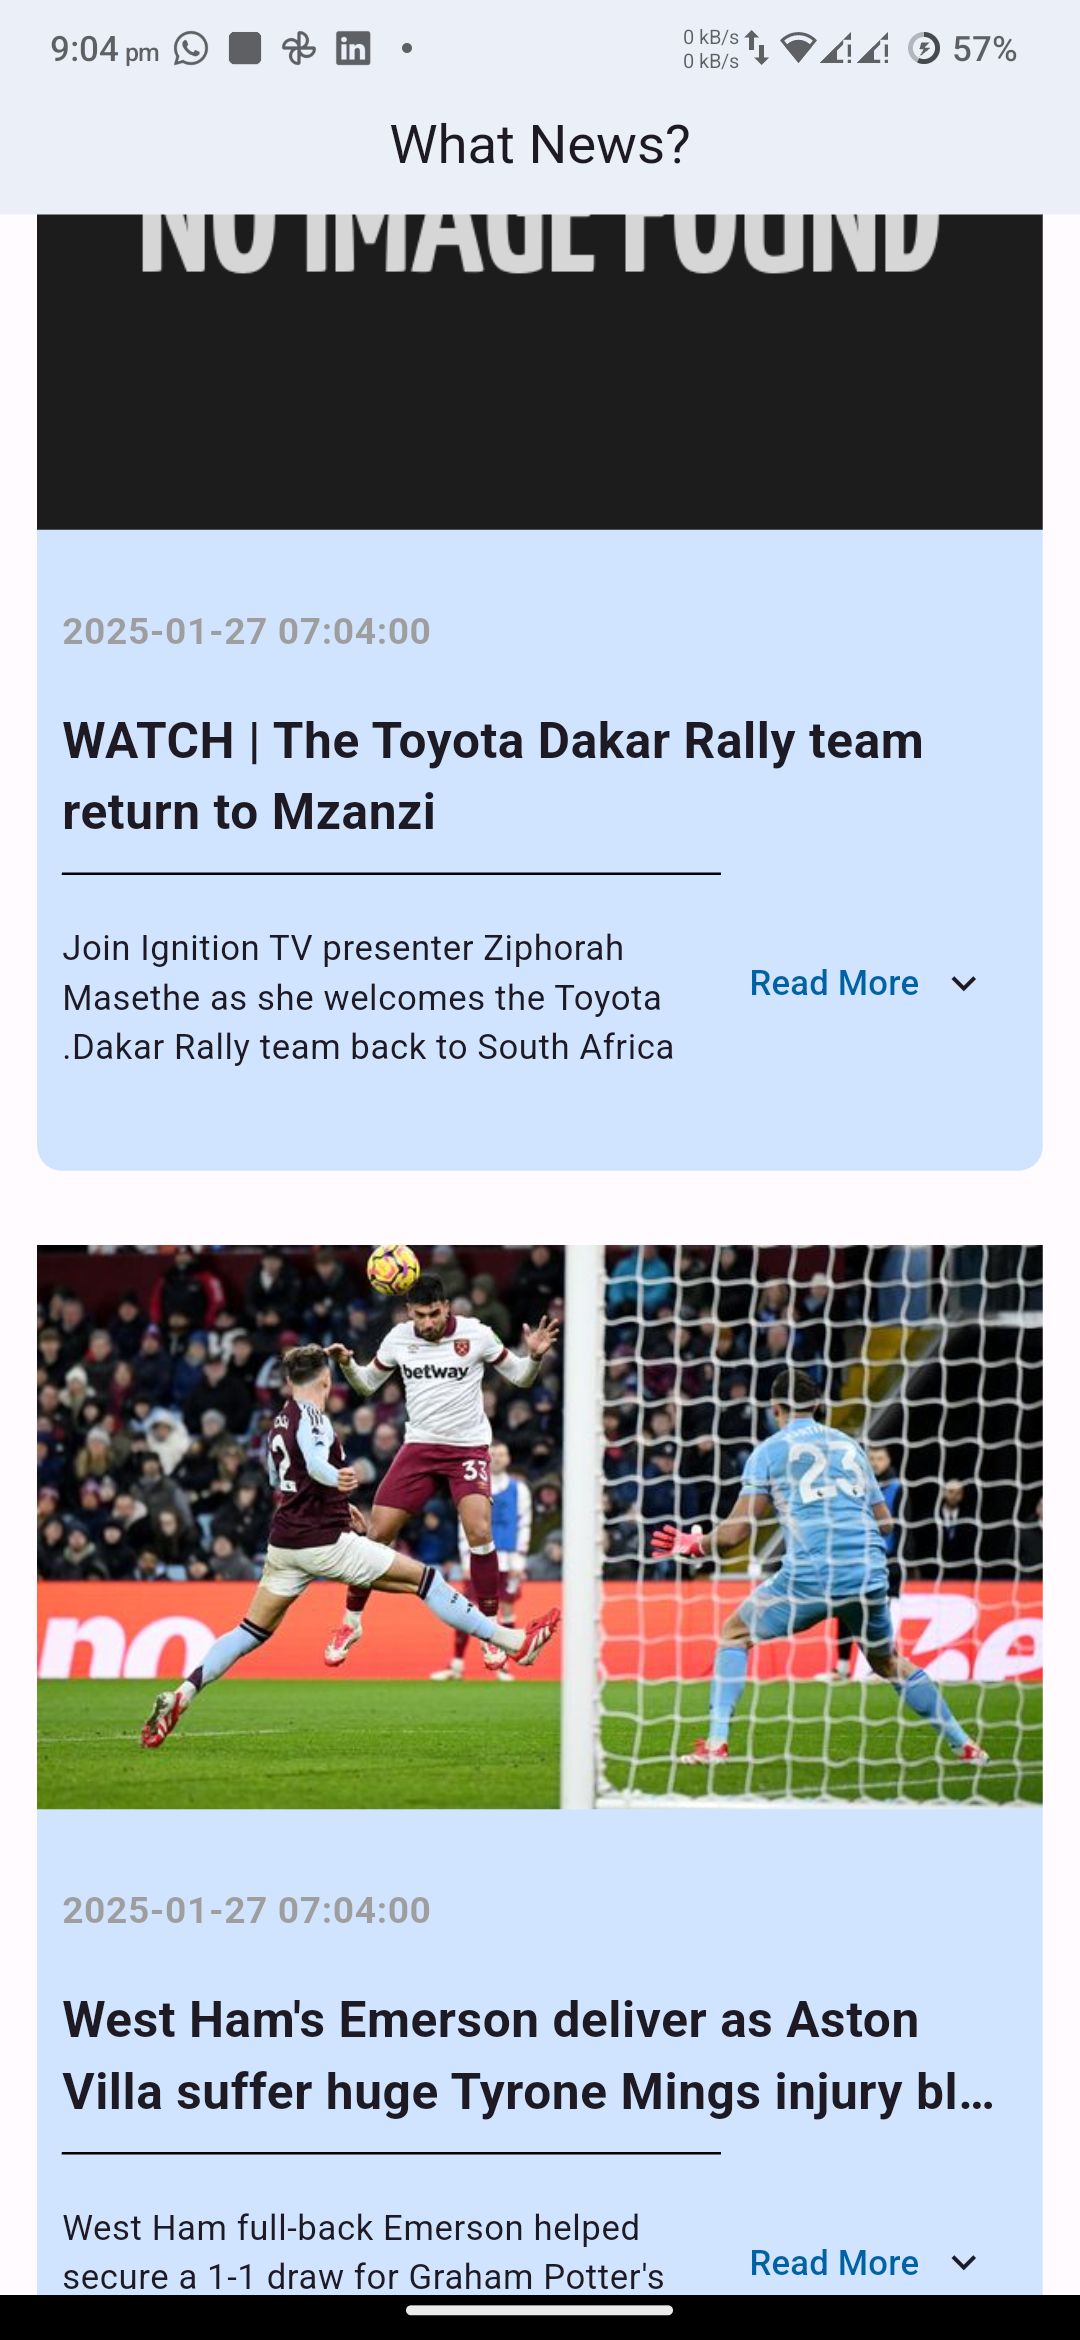 9:04 pm
0 kB/s
0 kB/s
57%
What News?
NO IMAGE FOUND
2025-01-27 07:04:00
WATCH | The Toyota Dakar Rally team
return to Mzanzi
Join Ignition TV presenter Ziphorah
Masethe as she welcomes the Toyota
.Dakar Rally team back to South Africa
Read More
betway
33
2
23
no
Be
2025-01-27 07:04:00
West Ham's Emerson deliver as Aston
Villa suffer huge Tyrone Mings injury bl...
West Ham full-back Emerson helped
secure a 1-1 draw for Graham Potter's
Read More